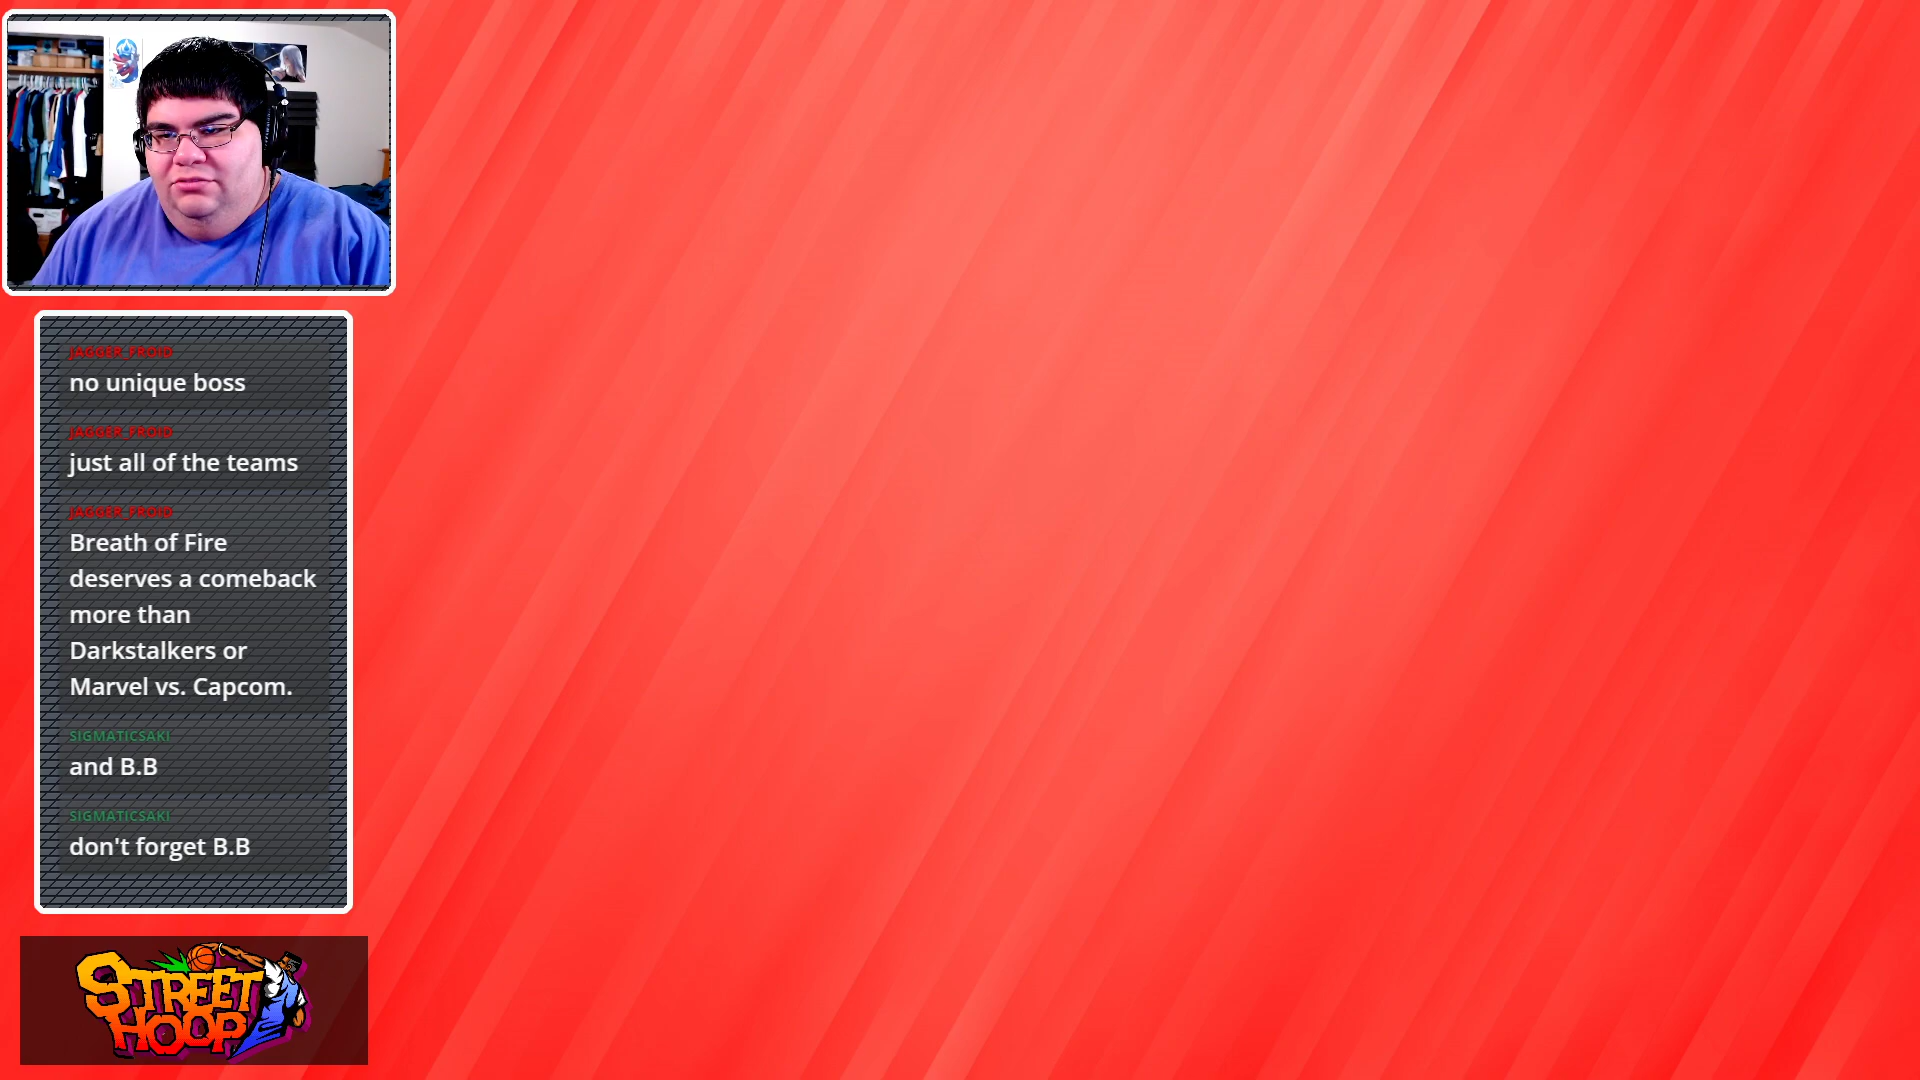 JAGGER_FROID
no unique boss
JAGGER_FROID
just all of the teams
JAGGER_FROID
Breath of Fire
deserves a comeback
more than
Darkstalkers or
Marvel vs. Capcom.
SIGMATICSAKI
and B.B
SIGMATICSAKI
don't forget B.B
STREET
HOOP